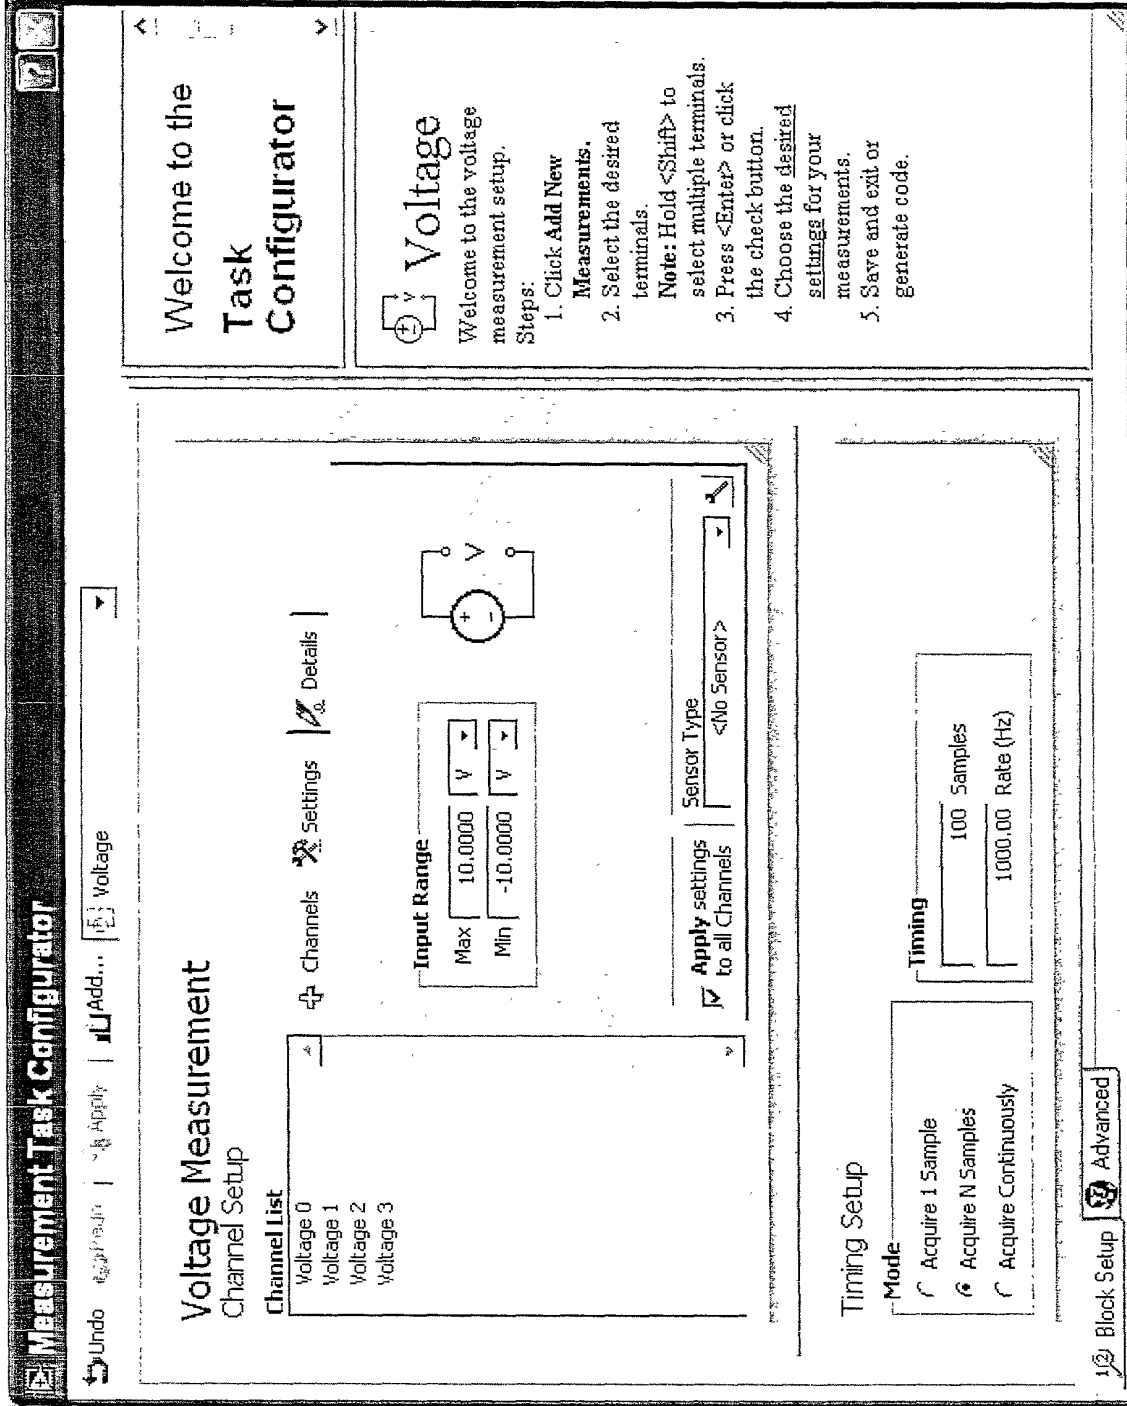 Measurement Task Configurator
Undo Apply Add... Voltage
Voltage Measurement
Channel Setup
Channel List
Voltage 0
Voltage 1
Voltage 2
Voltage 3
Channels Settings Details
Input Range
Max 10.0000 V
Min -10.0000 V
Apply settings
to all Channels
Sensor Type
<No Sensor>
Timing Setup
Mode
Acquire 1 Sample
Acquire N Samples
Acquire Continuously
Timing
100 Samples
1000.00 Rate (Hz)
Block Setup Advanced
Welcome to the
Task
Configurator
Voltage
Welcome to the voltage
measurement setup.
Steps:
1. Click Add New
Measurements.
2. Select the desired
terminals.
Note: Hold <Shift> to
select multiple terminals.
3. Press <Enter> or click
the check button.
4. Choose the desired
settings for your
measurements.
5. Save and exit or
generate code.